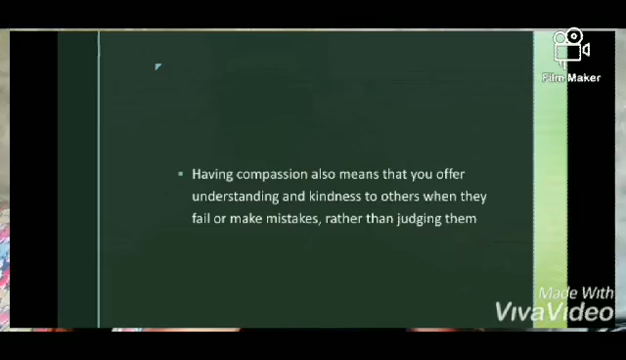 Film Maker
Having compassion also means that you offer
understanding and kindness to others when they
fail or make mistakes, rather than judging them
Made With
VivaVideo